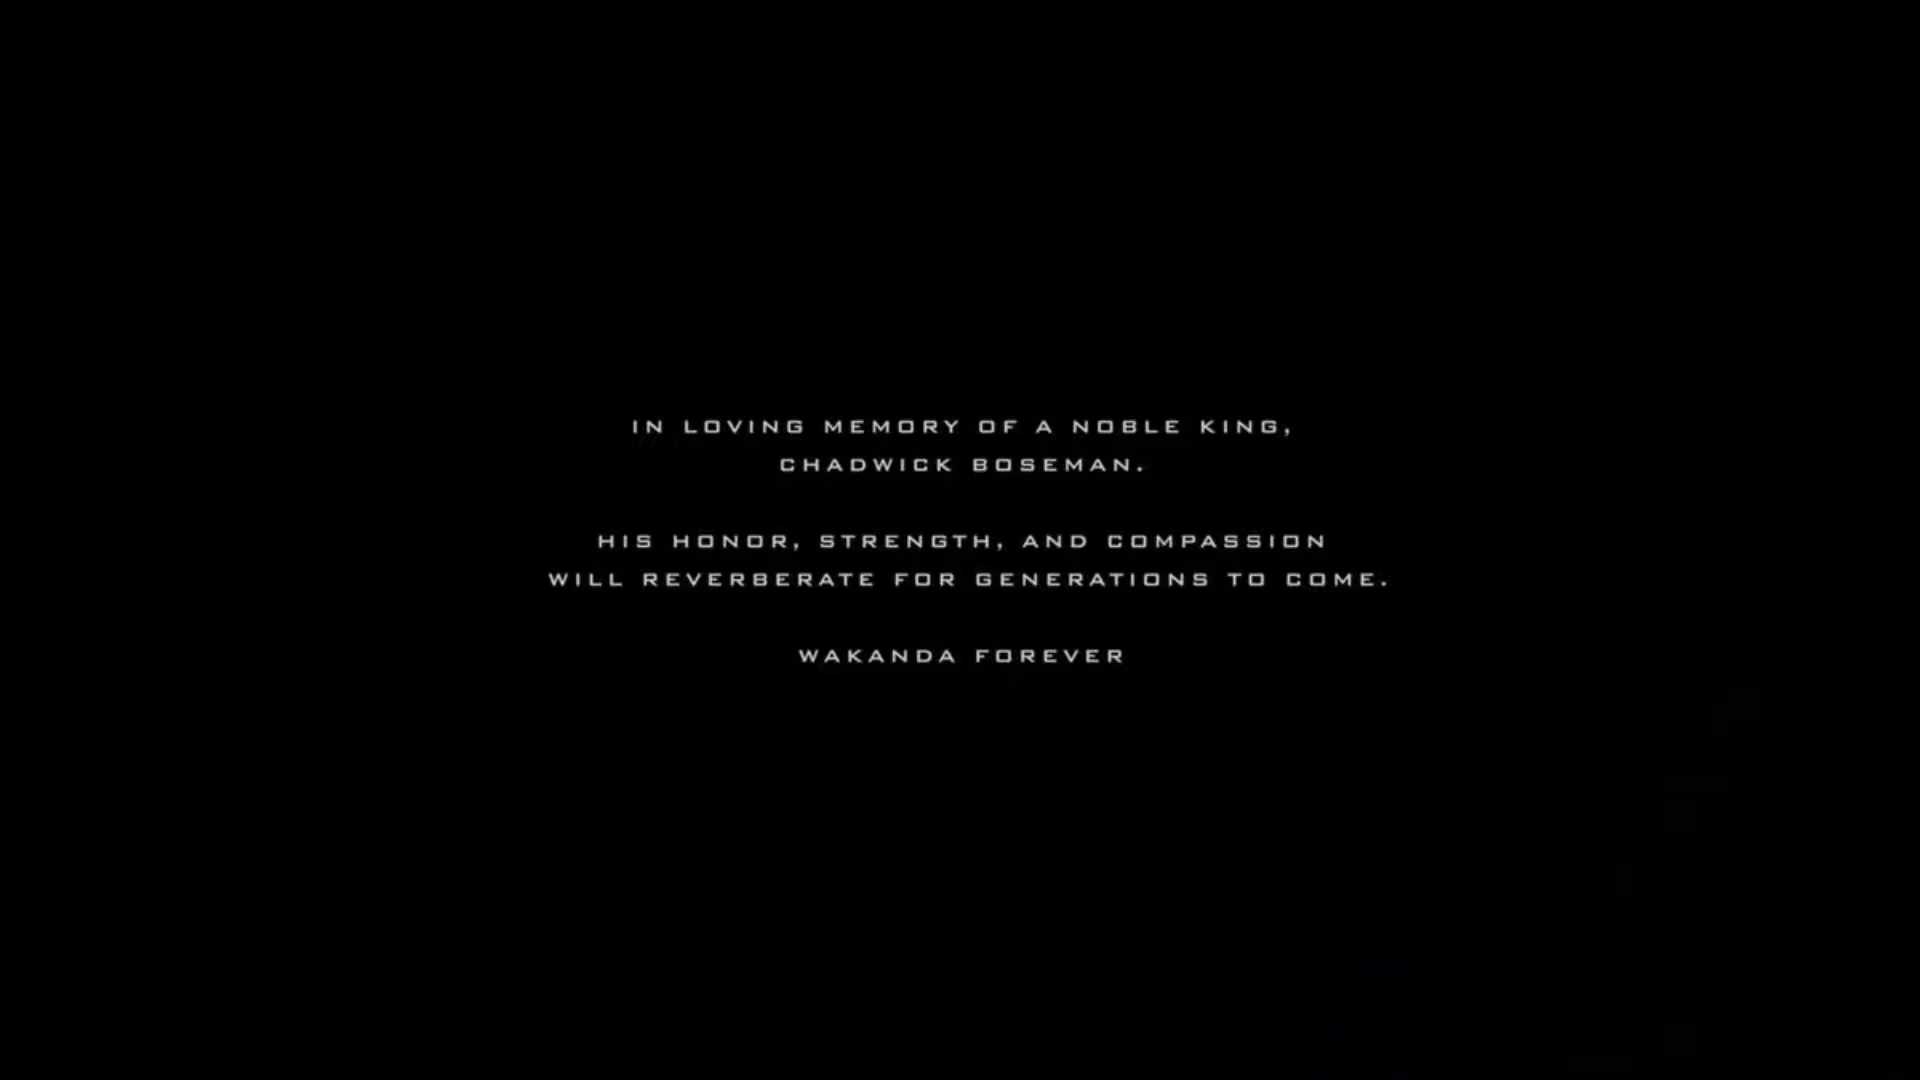 IN LOVING MEMORY OF A NOBLE KING,
CHADWICK BOSEMAN.
HIS HONOR, STRENGTH, AND COMPASSION
WILL REVERBERATE FOR GENERATIONS TO COME.
WAKANDA FOREVER